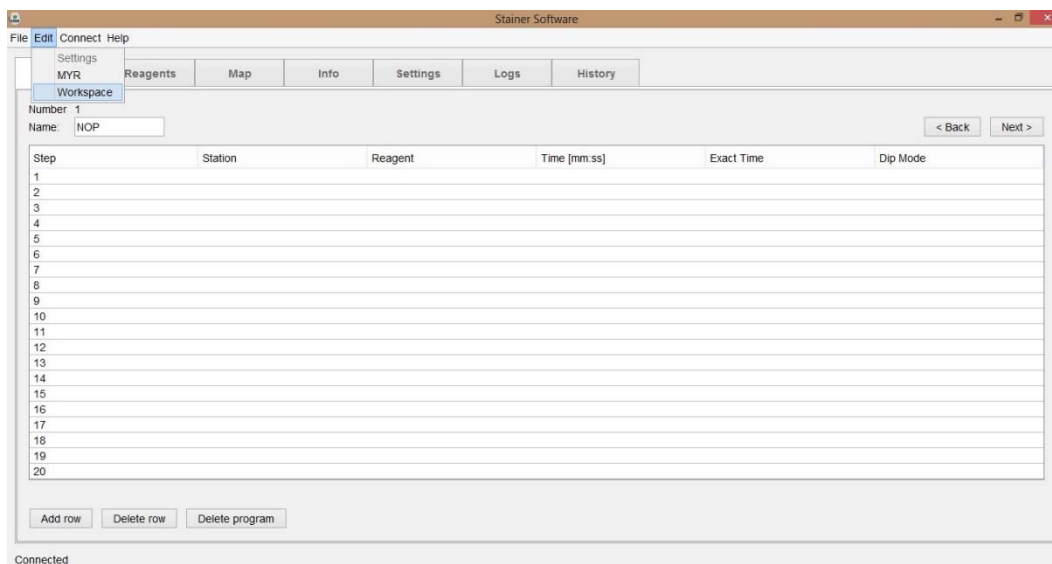 Stainer Software
File Edit Connect Help
Settings
MYR
Workspace
Reagents Map Info Settings Logs History
Number 1
Name: NOP < Back Next >
Step Station Reagent Time [mm:ss] Exact Time Dip Mode
1
2
3
4
5
6
7
8
9
10
11
12
13
14
15
16
17
18
19
20
Add row Delete row Delete program
Connected